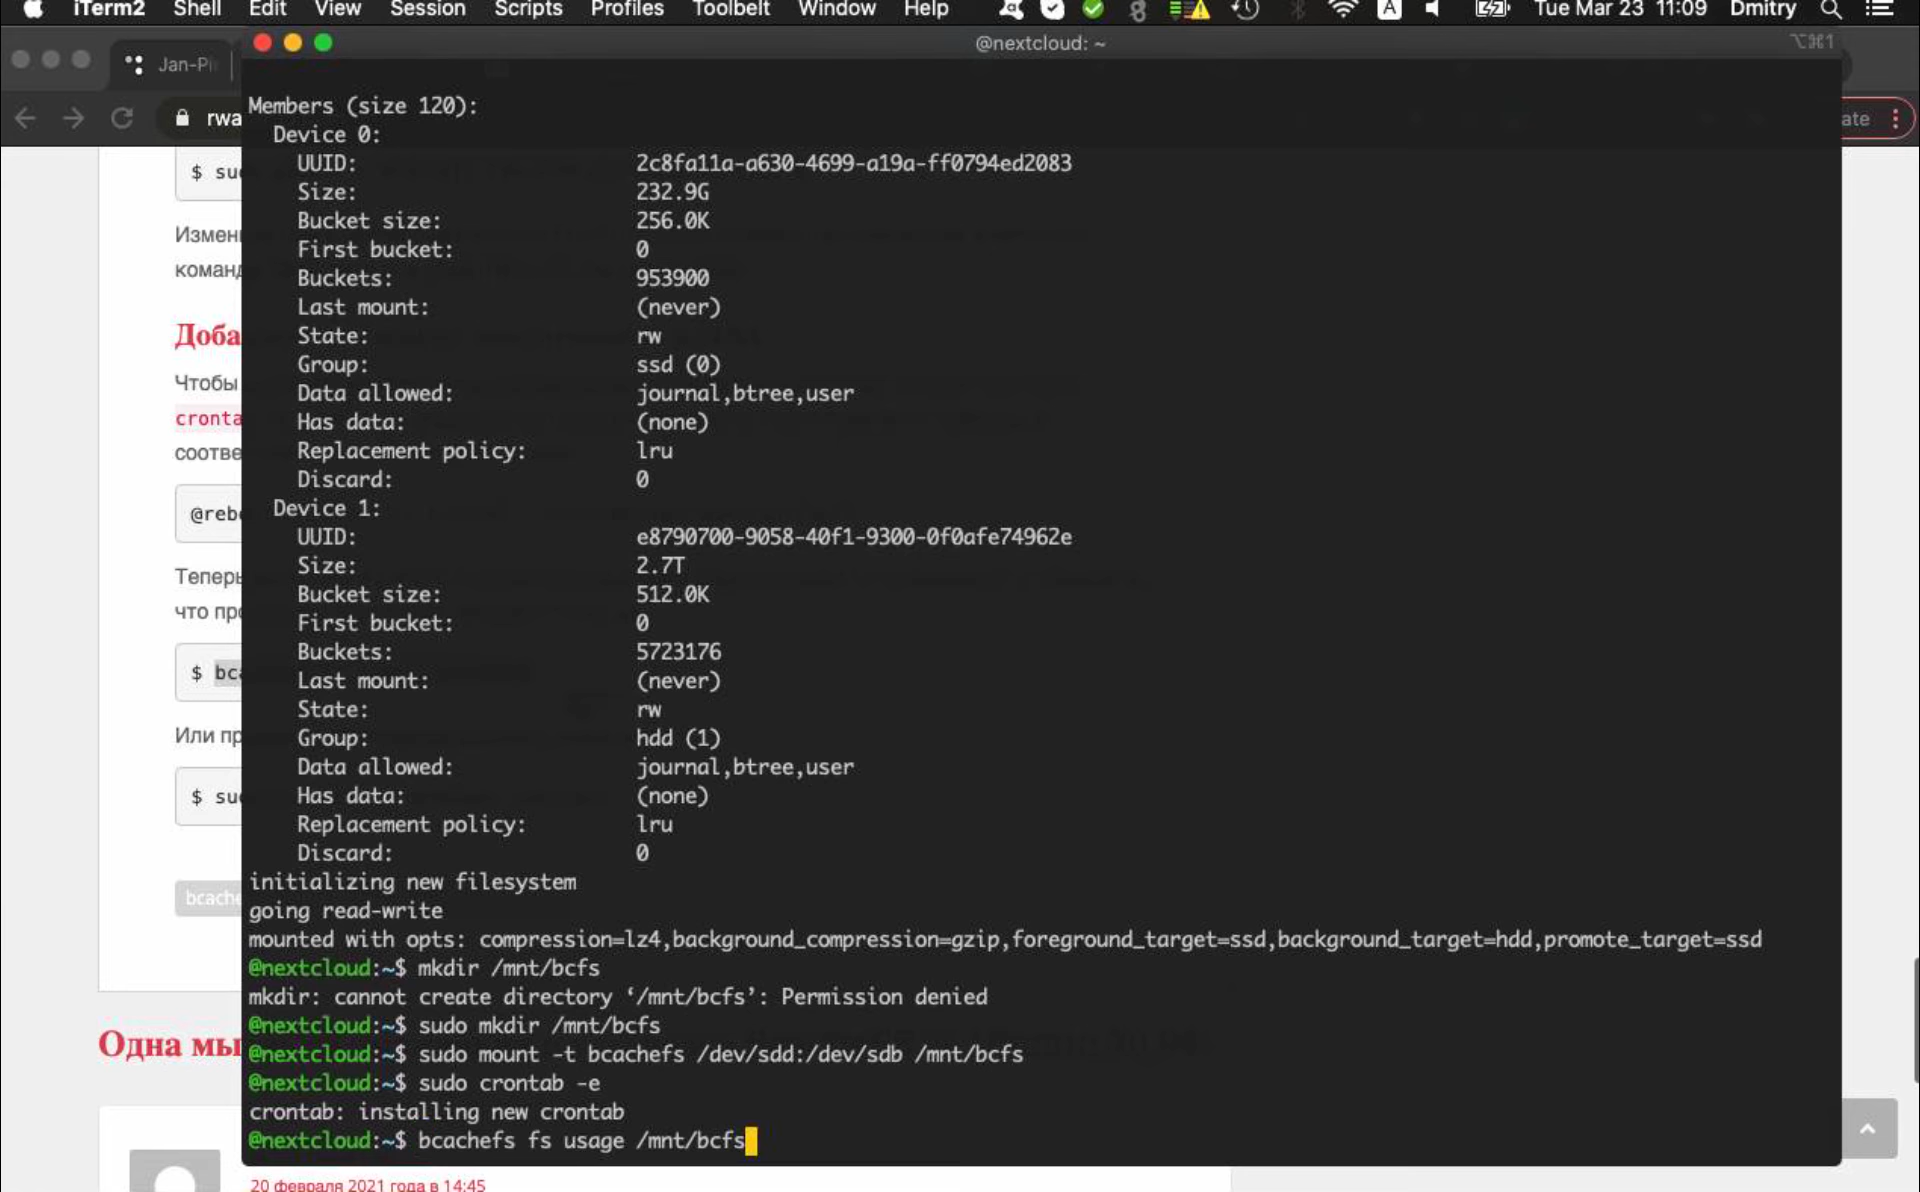 iTerm2 Shell Edit View Session Scripts Profiles Toolbelt Window Help Tue Mar 23 11:09 Dmitry
@nextcloud: ~ ⌥⌘1
Jan-Pi
rwa
ate
Members (size 120):
Device 0:
UUID: 2c8fa11a-a630-4699-a19a-ff0794ed2083
$ su
Size: 232.9G
Bucket size: 256.0K
Измен
First bucket: 0
команд
Buckets: 953900
Last mount: (never)
Доба
State: rw
Group: ssd (0)
Чтобы
Data allowed: journal,btree,user
cronta
Has data: (none)
соотве
Replacement policy: lru
Discard: 0
@reb
Device 1:
UUID: e8790700-9058-40f1-9300-0f0afe74962e
Size: 2.7T
Теперь
Bucket size: 512.0K
что про
First bucket: 0
Buckets: 5723176
$ bc
Last mount: (never)
State: rw
Или пр
Group: hdd (1)
Data allowed: journal,btree,user
$ su
Has data: (none)
Replacement policy: lru
Discard: 0
initializing new filesystem
bcache
going read-write
mounted with opts: compression=lz4,background_compression=gzip,foreground_target=ssd,background_target=hdd,promote_target=ssd
@nextcloud:~$ mkdir /mnt/bcfs
mkdir: cannot create directory ‘/mnt/bcfs’: Permission denied
@nextcloud:~$ sudo mkdir /mnt/bcfs
Одна мы
@nextcloud:~$ sudo mount -t bcachefs /dev/sdd:/dev/sdb /mnt/bcfs
@nextcloud:~$ sudo crontab -e
crontab: installing new crontab
@nextcloud:~$ bcachefs fs usage /mnt/bcfs
20 февраля 2021 года в 14:45